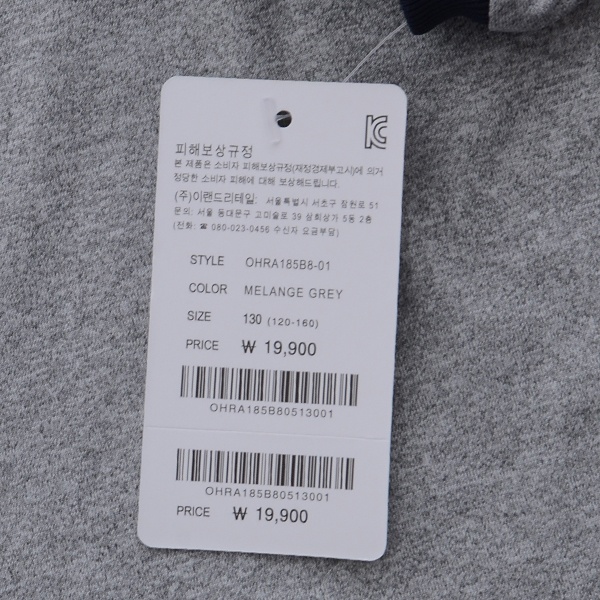 피해보상규정
본 제품은 소비자 피해보상규정(재정경제부고시)에 의거
정당한 소비자 피해에 대해 보상해드립니다.
(주)이랜드리테일: 서울특별시 서초구 잠원로 51
문의: 서울 동대문구 고미술로 39 삼희상가 5동 2층
(전화: ☎ 080-023-0456 수신자 요금부담)
STYLE OHRA185B8-01
COLOR MELANGE GREY
SIZE 130 (120-160)
PRICE ₩ 19,900
OHRA185B80513001
OHRA185B80513001
PRICE ₩ 19,900